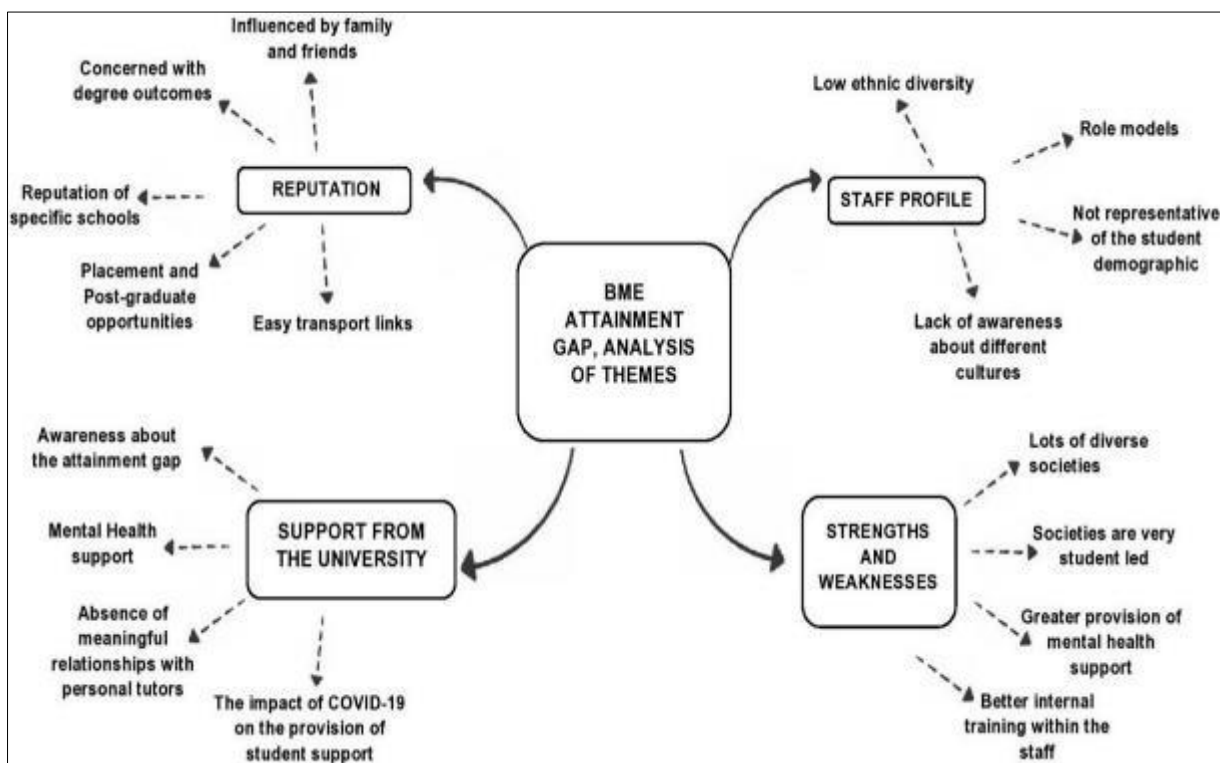 Influenced by family
and friends
Concerned with
degree outcomes
REPUTATION
Reputation of
specific schools
Placement and
Post-graduate
opportunities
Easy transport links
Low ethnic diversity
Role models
STAFF PROFILE
Not representative
of the student
demographic
Lack of awareness
about different
cultures
BME
ATTAINMENT
GAP, ANALYSIS
OF THEMES
Awareness about
the attainment gap
SUPPORT FROM
THE UNIVERSITY
Mental Health
support
Absence of
meaningful
relationships with
personal tutors
The impact of COVID-19
on the provision of
student support
Lots of diverse
societies
STRENGTHS
AND
WEAKNESSES
Societies are very
student led
Greater provision of
mental health
support
Better internal
training within the
staff